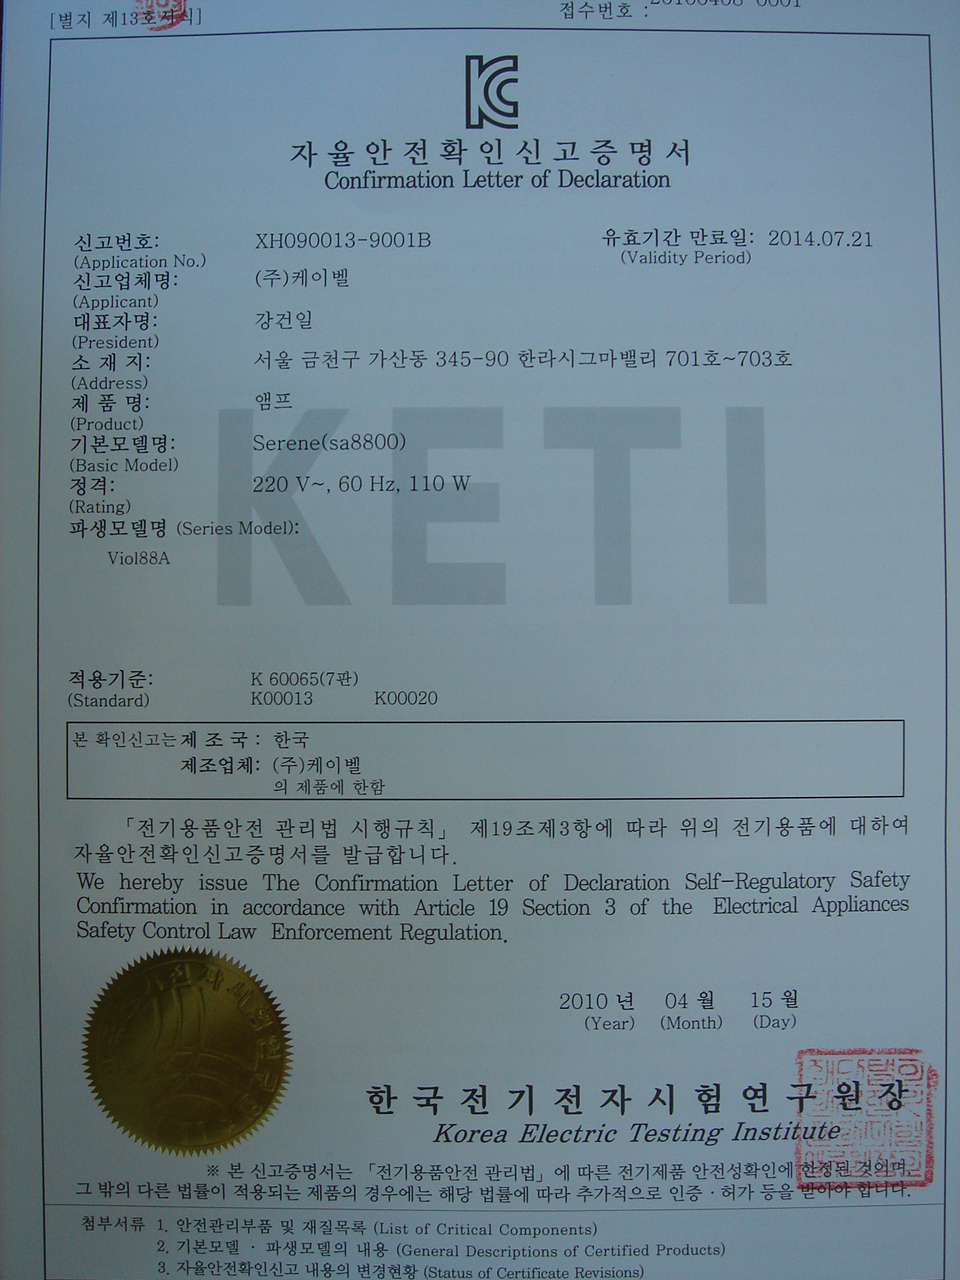 [별지 제13호서식]
접수번호 :
KC
자율안전확인신고증명서
Confirmation Letter of Declaration
신고번호: XH090013-9001B 유효기간 만료일: 2014.07.21
(Application No.) (Validity Period)
신고업체명: (주)케이벨
(Applicant)
대표자명: 강건일
(President)
소 재 지: 서울 금천구 가산동 345-90 한라시그마밸리 701호~703호
(Address)
제 품 명: 앰프
(Product)
기본모델명: Serene(sa8800)
(Basic Model)
정격: 220 V~, 60 Hz, 110 W
(Rating)
파생모델명 (Series Model):
Viol88A
KETI
적용기준: K 60065(7판)
(Standard) K00013 K00020
본 확인신고는 제 조 국 : 한국
제조업체: (주)케이벨
의 제품에 한함
「전기용품안전 관리법 시행규칙」 제19조제3항에 따라 위의 전기용품에 대하여
자율안전확인신고증명서를 발급합니다.
We hereby issue The Confirmation Letter of Declaration Self-Regulatory Safety
Confirmation in accordance with Article 19 Section 3 of the Electrical Appliances
Safety Control Law Enforcement Regulation.
2010 년 04 월 15 월
(Year) (Month) (Day)
한국전기전자시험연구원장
Korea Electric Testing Institute
※ 본 신고증명서는 「전기용품안전 관리법」에 따른 전기제품 안전성확인에 한정된 것이며,
그 밖의 다른 법률이 적용되는 제품의 경우에는 해당 법률에 따라 추가적으로 인증 · 허가 등을 받아야 합니다.
첨부서류 1. 안전관리부품 및 재질목록 (List of Critical Components)
2. 기본모델 · 파생모델의 내용 (General Descriptions of Certified Products)
3. 자율안전확인신고 내용의 변경현황 (Status of Certificate Revisions)